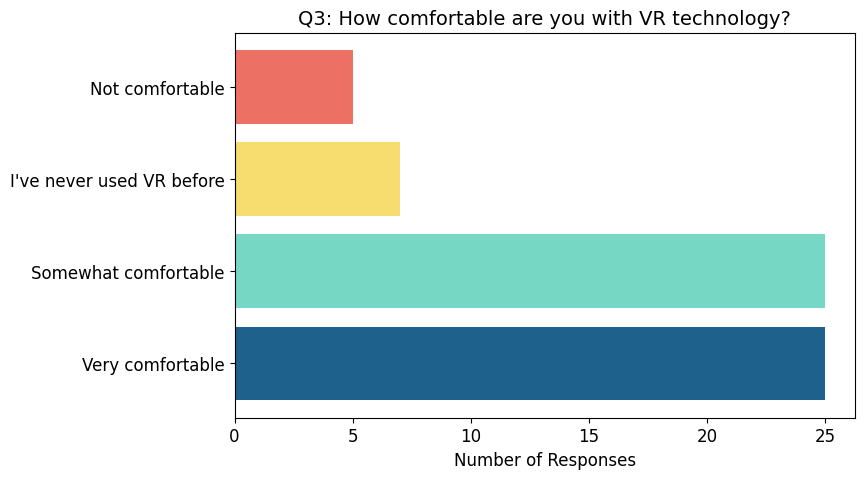 Q3: How comfortable are you with VR technology?
Not comfortable
I've never used VR before
Somewhat comfortable
Very comfortable
0 5 10 15 20 25
Number of Responses